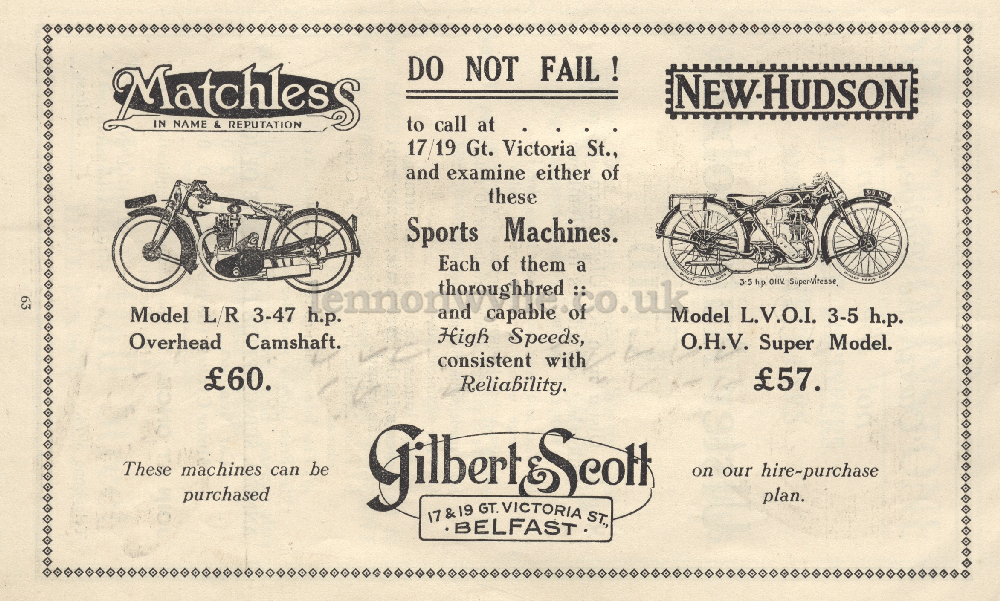 Matchless
IN NAME & REPUTATION
Model L/R 3-47 h.p.
Overhead Camshaft.
£60.
DO NOT FAIL !
to call at . . . .
17/19 Gt. Victoria St.,
and examine either of
these
Sports Machines.
Each of them a
thoroughbred ::
and capable of
High Speeds,
consistent with
Reliability.
NEW-HUDSON
3·5 h.p. O.H.V. Super-Vitesse
Model L.V.O.I. 3-5 h.p.
O.H.V. Super Model.
£57.
These machines can be
purchased
Gilbert & Scott
17 & 19 GT. VICTORIA ST.,
· BELFAST ·
on our hire-purchase
plan.
63
lennonwylie.co.uk